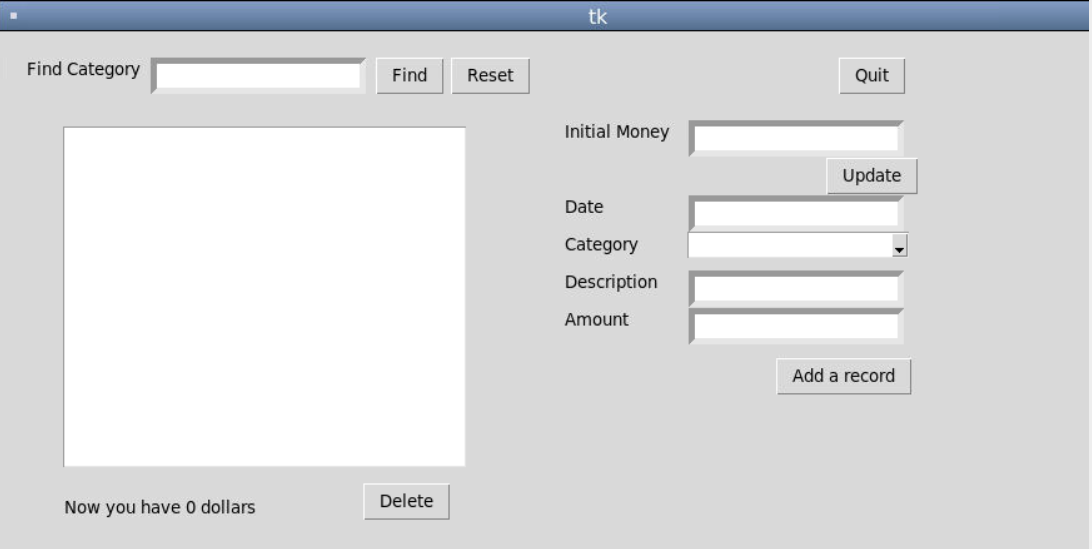 tk
Find Category Find Reset Quit
Initial Money
Update
Date
Category
Description
Amount
Add a record
Now you have 0 dollars Delete